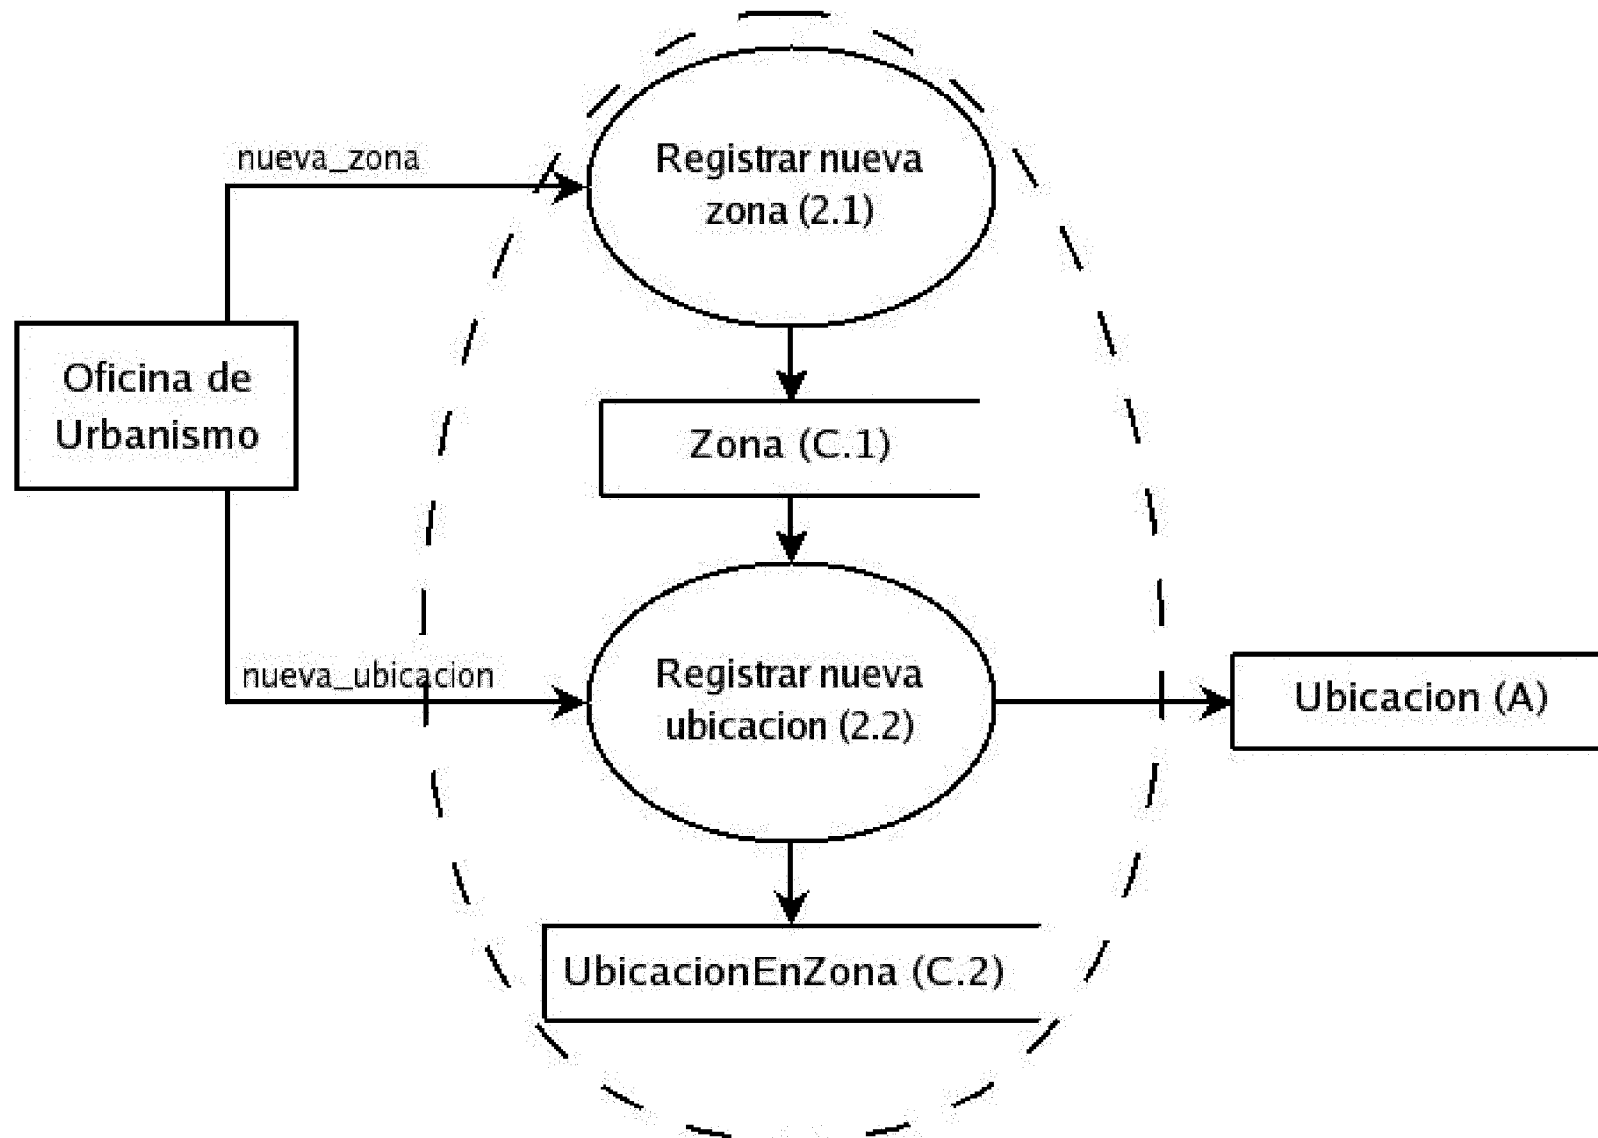 nueva_zona
Registrar nueva
zona (2.1)
Oficina de
Urbanismo
Zona (C.1)
nueva_ubicacion
Registrar nueva
ubicacion (2.2)
Ubicacion (A)
UbicacionEnZona (C.2)